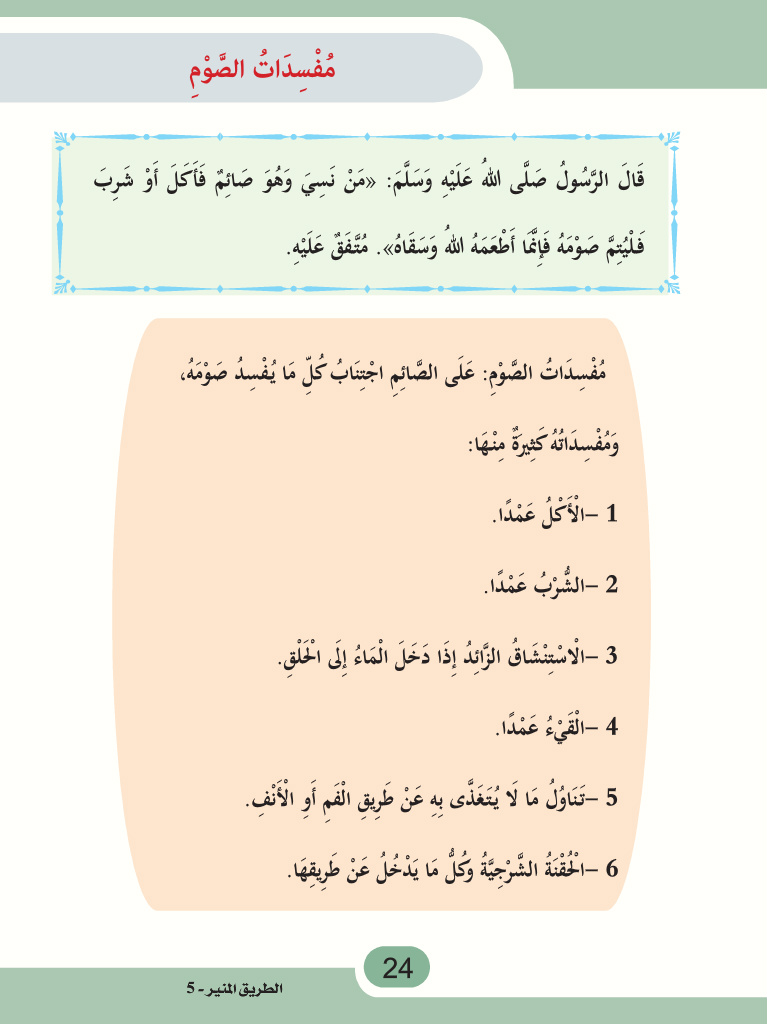 مُفْسِدَاتُ الصَّوْمِ
قَالَ الرَّسُولُ صَلَّى اللهُ عَلَيْهِ وَسَلَّمَ: «مَنْ نَسِيَ وَهُوَ صَائِمٌ فَأَكَلَ أَوْ شَرِبَ
فَلْيُتِمَّ صَوْمَهُ فَإِنَّمَا أَطْعَمَهُ اللهُ وَسَقَاهُ». مُتَّفَقٌ عَلَيْهِ.
مُفْسِدَاتُ الصَّوْمِ: عَلَى الصَّائِمِ اجْتِنَابُ كُلِّ مَا يُفْسِدُ صَوْمَهُ،
وَمُفْسِدَاتُهُ كَثِيرَةٌ مِنْهَا:
1 –الْأَكْلُ عَمْدًا.
2 –الشُّرْبُ عَمْدًا.
3 –الْاسْتِنْشَاقُ الزَّائِدُ إِذَا دَخَلَ الْمَاءُ إِلَى الْحَلْقِ.
4 –الْقَيْءُ عَمْدًا.
5 –تَنَاوُلُ مَا لَا يُتَغَذَّى بِهِ عَنْ طَرِيقِ الْفَمِ أَوِ الْأَنْفِ.
6 –الْحُقْنَةُ الشَّرْجِيَّةُ وَكُلُّ مَا يَدْخُلُ عَنْ طَرِيقِهَا.
24
الطريق المنير - 5